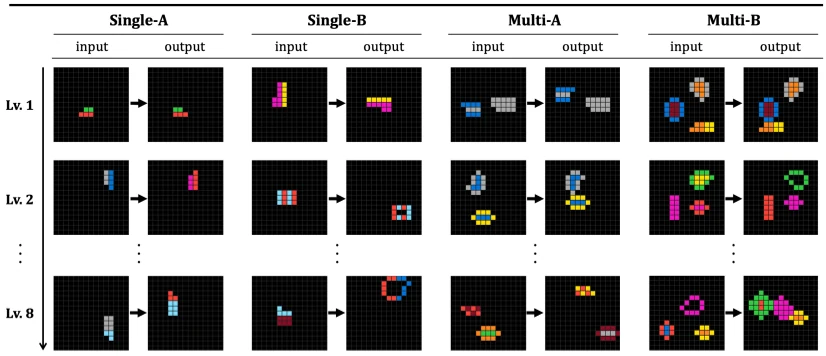 Single-A Single-B Multi-A Multi-B
input output input output input output input output
Lv. 1
Lv. 2
Lv. 8